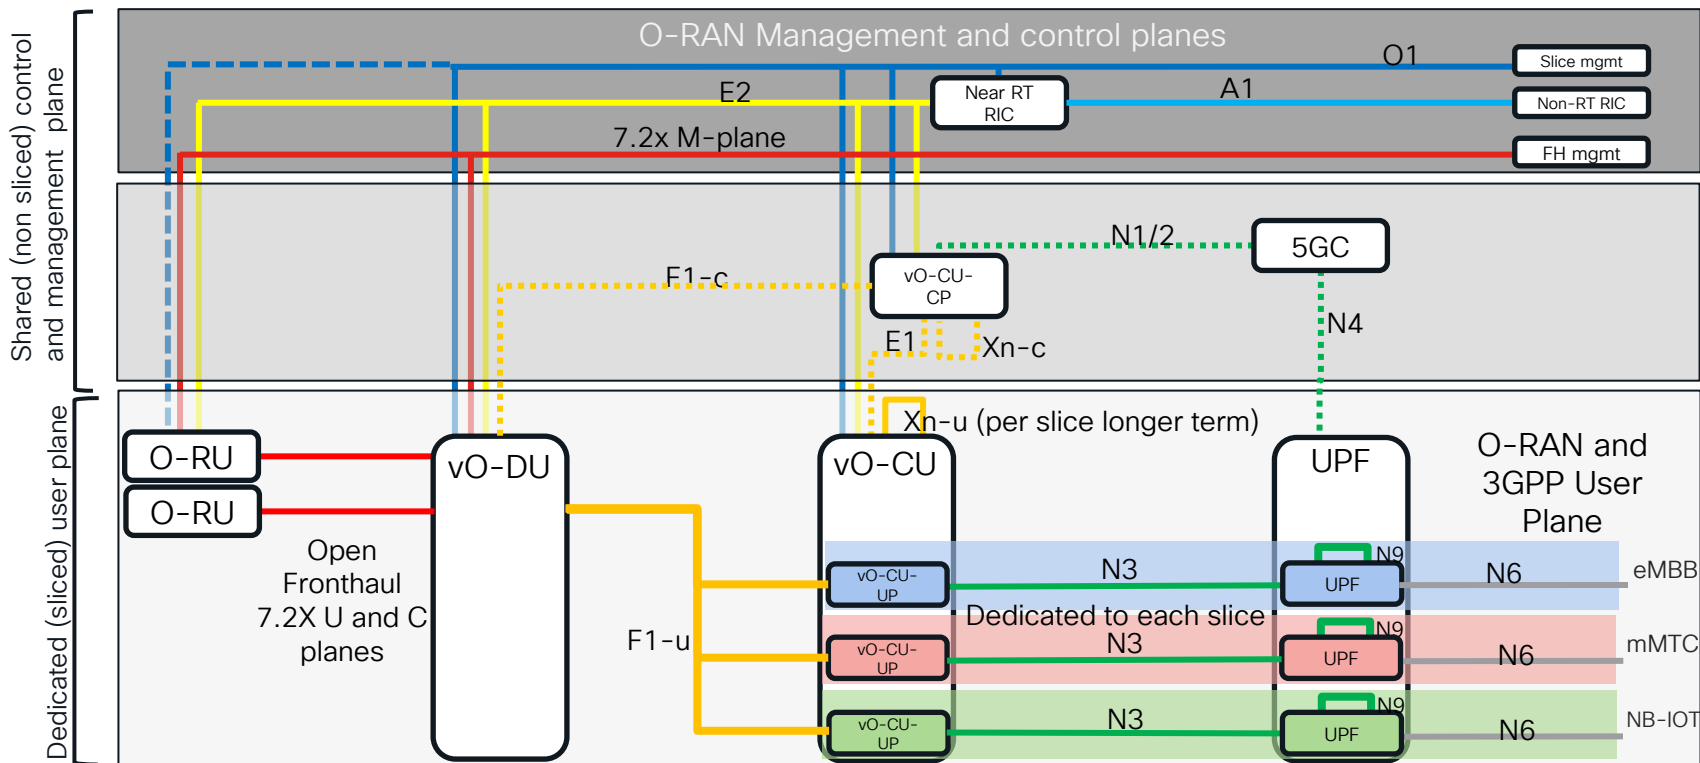 Shared (non sliced) control
and management plane
O-RAN Management and control planes
O1
Slice mgmt
E2
Near RT
RIC
A1
Non-RT RIC
7.2x M-plane
FH mgmt
N1/2
5GC
F1-c
vO-CU-
CP
N4
E1
Xn-c
Dedicated (sliced) user plane
Xn-u (per slice longer term)
O-RU
O-RU
vO-DU
vO-CU
UPF
O-RAN and
3GPP User
Plane
Open
Fronthaul
7.2X U and C
planes
F1-u
vO-CU-
UP
N3
N9
UPF
N6
eMBB
Dedicated to each slice
vO-CU-
UP
N3
N9
UPF
N6
mMTC
vO-CU-
UP
N3
N9
UPF
N6
NB-IOT